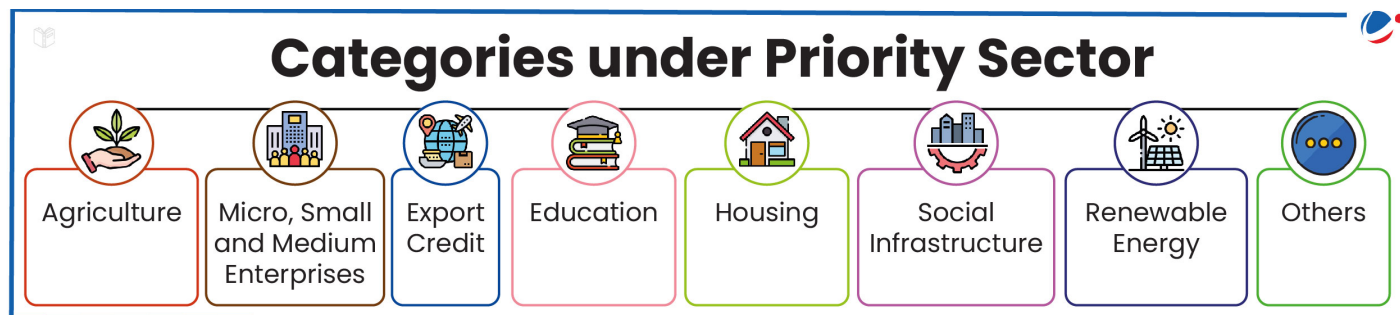 Categories under Priority Sector
Agriculture
Micro, Small
and Medium
Enterprises
Export
Credit
Education
Housing
Social
Infrastructure
Renewable
Energy
Others